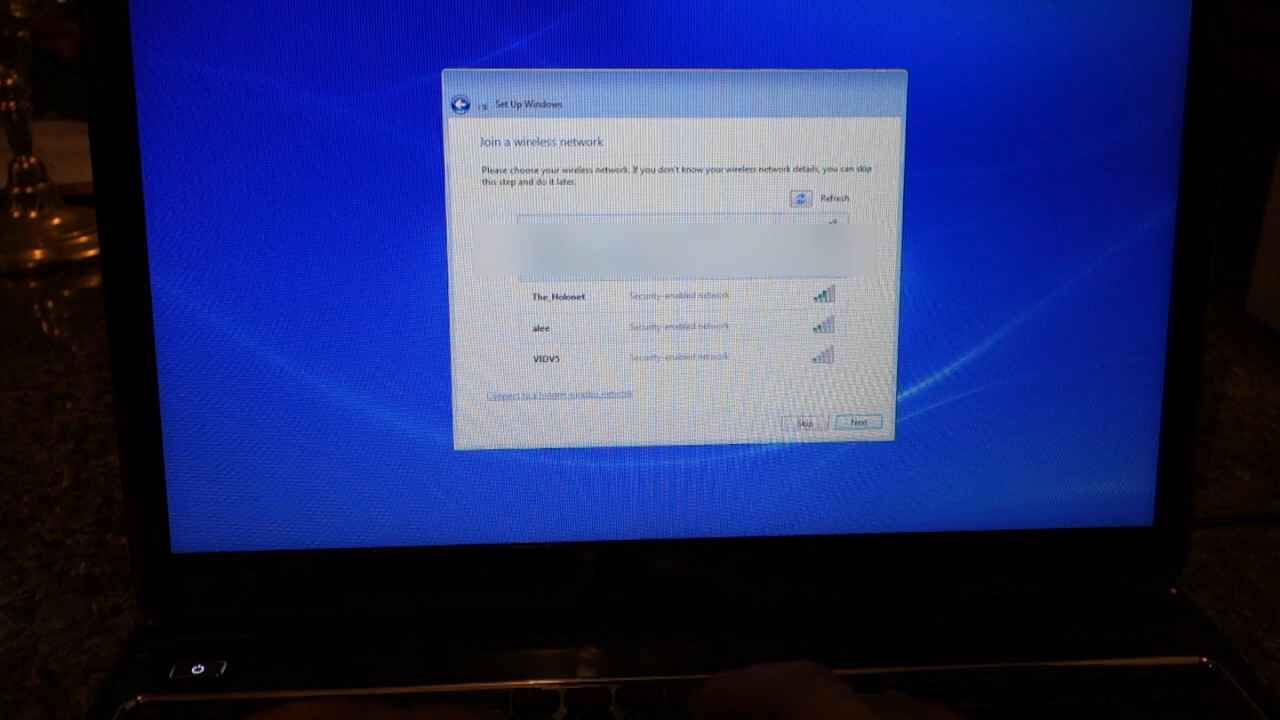 Set Up Windows
Join a wireless network
Please choose your wireless network. If you don't know your wireless network details, you can skip
this step and do it later.
Refresh
The_Holonet Security-enabled network
alee Security-enabled network
VIDV5 Security-enabled network
Connect to a hidden wireless network
Skip Next